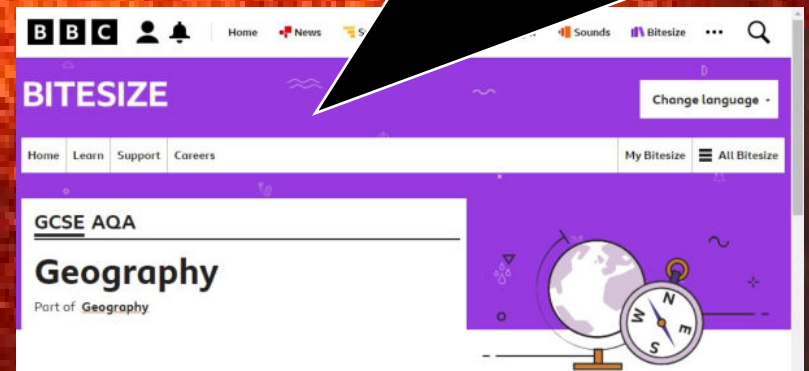 BBC Home News Sounds Bitesize
BITESIZE
Change language
Home Learn Support Careers My Bitesize All Bitesize
GCSE AQA
Geography
Part of Geography
N
E
S
W